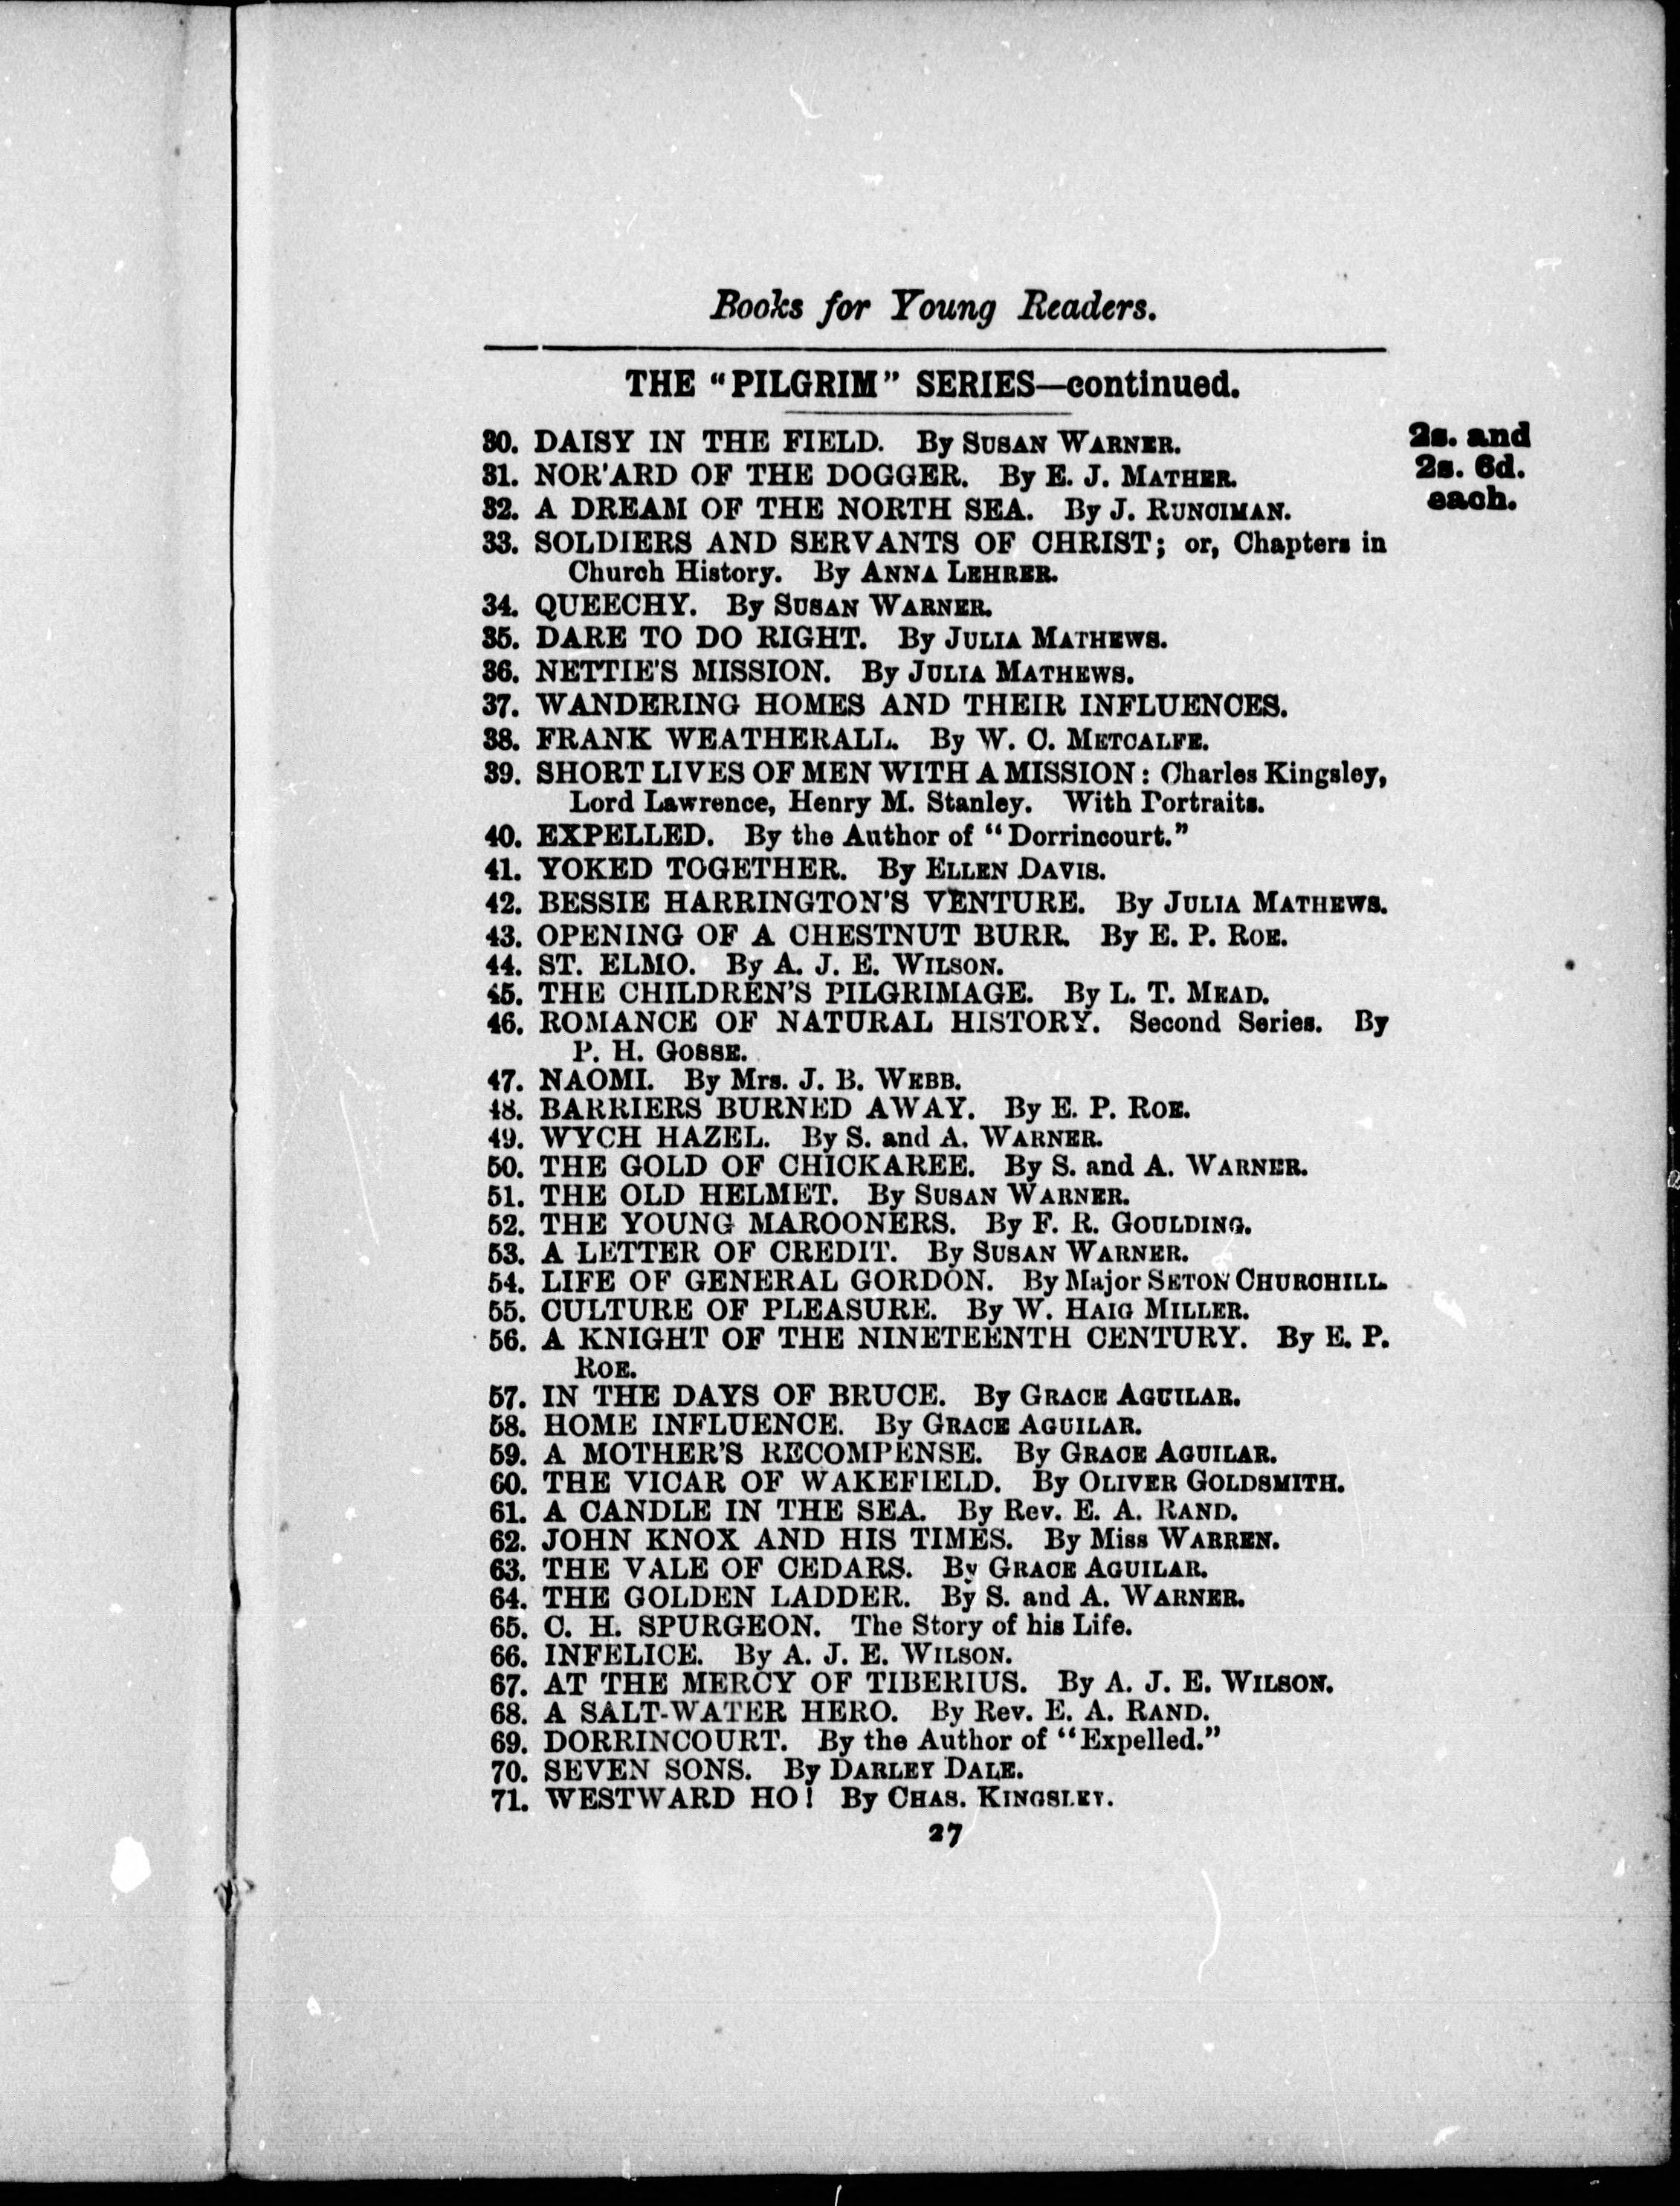 Books for Young Readers.
THE "PILGRIM" SERIES—continued.
2s. and
2s. 6d.
each.
30. DAISY IN THE FIELD. By SUSAN WARNER.
31. NOR'ARD OF THE DOGGER. By E. J. MATHER.
32. A DREAM OF THE NORTH SEA. By J. RUNCIMAN.
33. SOLDIERS AND SERVANTS OF CHRIST; or, Chapters in
Church History. By ANNA LEHRER.
34. QUEECHY. By SUSAN WARNER.
35. DARE TO DO RIGHT. By JULIA MATHEWS.
36. NETTIE'S MISSION. By JULIA MATHEWS.
37. WANDERING HOMES AND THEIR INFLUENCES.
38. FRANK WEATHERALL. By W. C. METCALFE.
39. SHORT LIVES OF MEN WITH A MISSION: Charles Kingsley,
Lord Lawrence, Henry M. Stanley. With Portraits.
40. EXPELLED. By the Author of "Dorrincourt."
41. YOKED TOGETHER. By ELLEN DAVIS.
42. BESSIE HARRINGTON'S VENTURE. By JULIA MATHEWS.
43. OPENING OF A CHESTNUT BURR. By E. P. ROE.
44. ST. ELMO. By A. J. E. WILSON.
45. THE CHILDREN'S PILGRIMAGE. By L. T. MEAD.
46. ROMANCE OF NATURAL HISTORY. Second Series. By
P. H. GOSSE.
47. NAOMI. By Mrs. J. B. WEBB.
48. BARRIERS BURNED AWAY. By E. P. ROE.
49. WYCH HAZEL. By S. and A. WARNER.
50. THE GOLD OF CHICKAREE. By S. and A. WARNER.
51. THE OLD HELMET. By SUSAN WARNER.
52. THE YOUNG MAROONERS. By F. R. GOULDING.
53. A LETTER OF CREDIT. By SUSAN WARNER.
54. LIFE OF GENERAL GORDON. By Major SETON CHURCHILL.
55. CULTURE OF PLEASURE. By W. HAIG MILLER.
56. A KNIGHT OF THE NINETEENTH CENTURY. By E. P.
ROE.
57. IN THE DAYS OF BRUCE. By GRACE AGUILAR.
58. HOME INFLUENCE. By GRACE AGUILAR.
59. A MOTHER'S RECOMPENSE. By GRACE AGUILAR.
60. THE VICAR OF WAKEFIELD. By OLIVER GOLDSMITH.
61. A CANDLE IN THE SEA. By Rev. E. A. RAND.
62. JOHN KNOX AND HIS TIMES. By Miss WARREN.
63. THE VALE OF CEDARS. By GRACE AGUILAR.
64. THE GOLDEN LADDER. By S. and A. WARNER.
65. C. H. SPURGEON. The Story of his Life.
66. INFELICE. By A. J. E. WILSON.
67. AT THE MERCY OF TIBERIUS. By A. J. E. WILSON.
68. A SALT-WATER HERO. By Rev. E. A. RAND.
69. DORRINCOURT. By the Author of "Expelled."
70. SEVEN SONS. By DARLEY DALE.
71. WESTWARD HO! By CHAS. KINGSLEY.
27